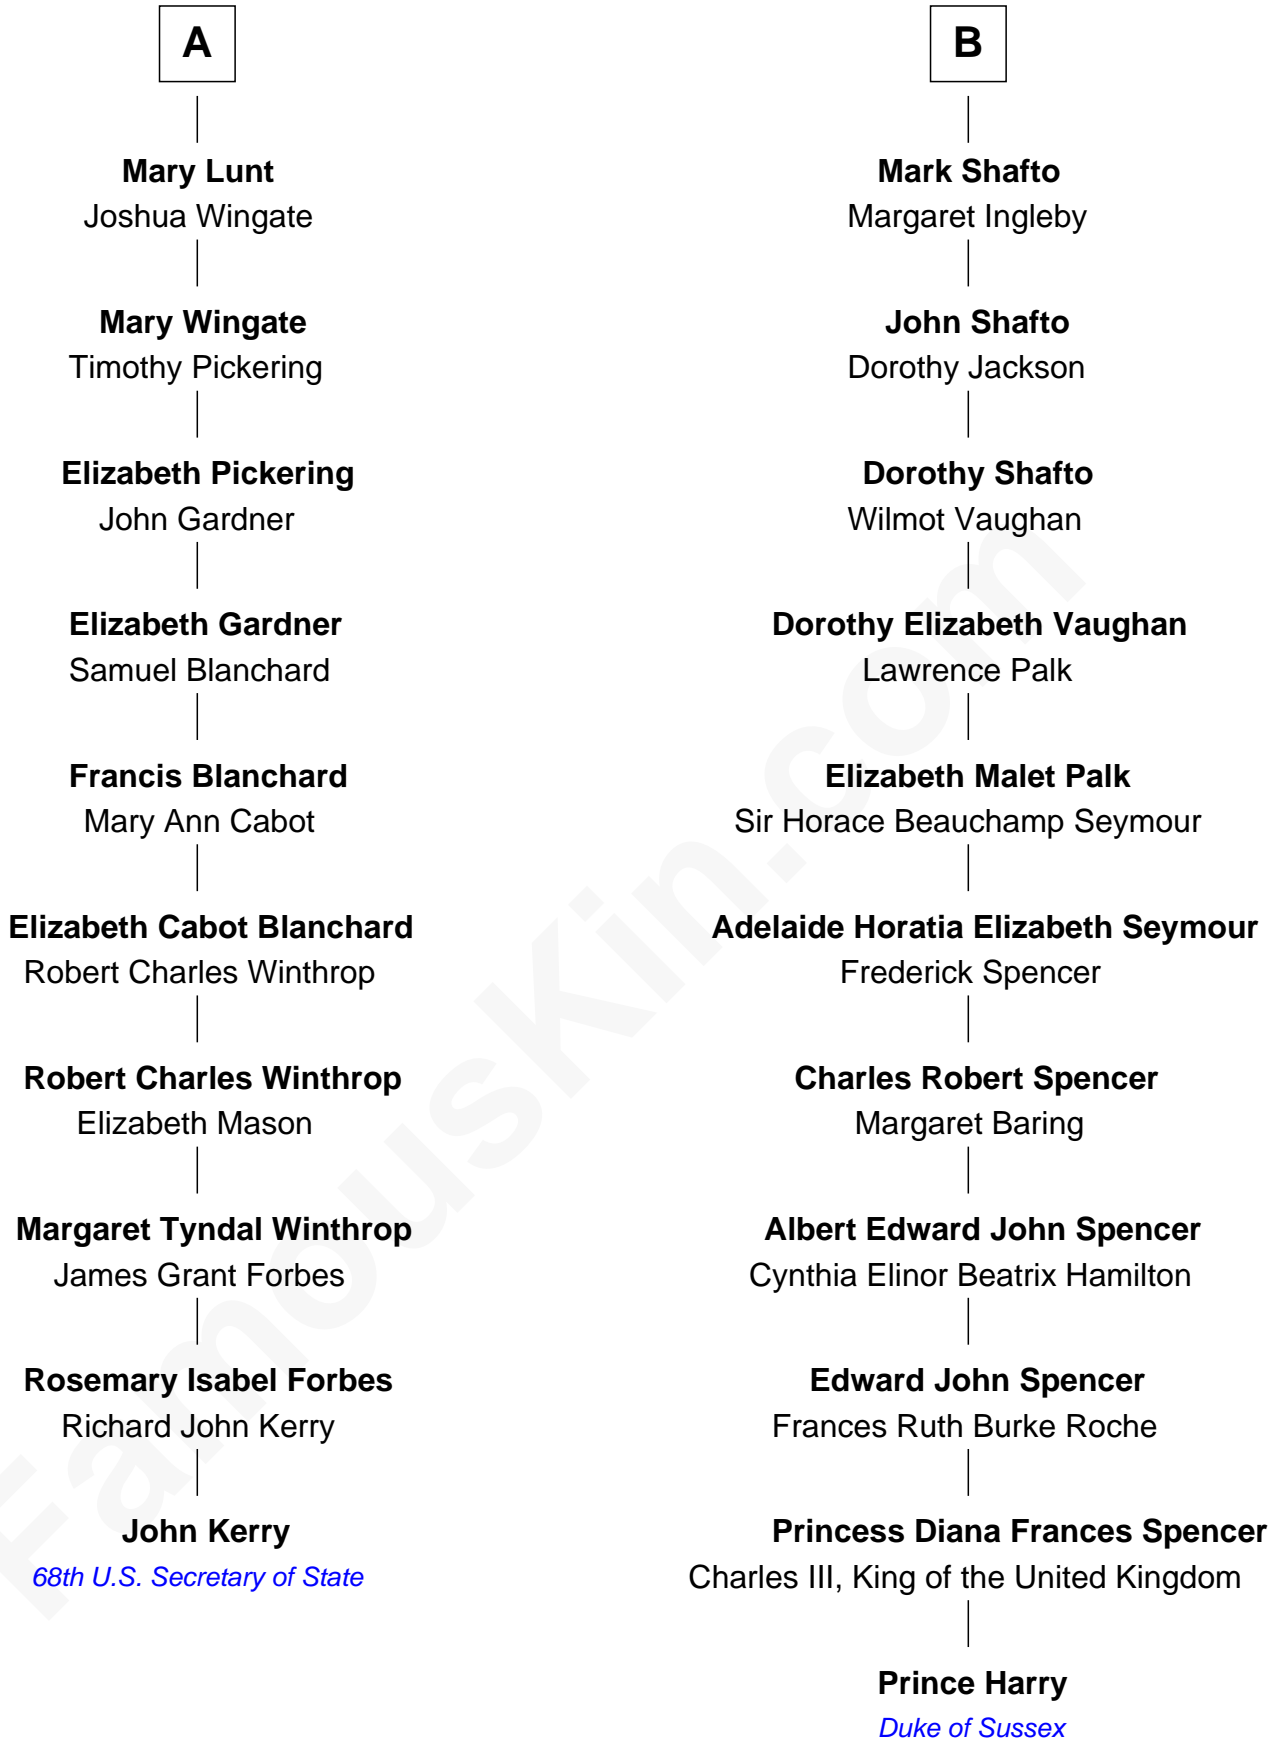 A
Mary Lunt
Joshua Wingate
Mary Wingate
Timothy Pickering
Elizabeth Pickering
John Gardner
Elizabeth Gardner
Samuel Blanchard
Francis Blanchard
Mary Ann Cabot
Elizabeth Cabot Blanchard
Robert Charles Winthrop
Robert Charles Winthrop
Elizabeth Mason
Margaret Tyndal Winthrop
James Grant Forbes
Rosemary Isabel Forbes
Richard John Kerry
John Kerry
68th U.S. Secretary of State
B
Mark Shafto
Margaret Ingleby
John Shafto
Dorothy Jackson
Dorothy Shafto
Wilmot Vaughan
Dorothy Elizabeth Vaughan
Lawrence Palk
Elizabeth Malet Palk
Sir Horace Beauchamp Seymour
Adelaide Horatia Elizabeth Seymour
Frederick Spencer
Charles Robert Spencer
Margaret Baring
Albert Edward John Spencer
Cynthia Elinor Beatrix Hamilton
Edward John Spencer
Frances Ruth Burke Roche
Princess Diana Frances Spencer
Charles III, King of the United Kingdom
Prince Harry
Duke of Sussex
FamousKin.com